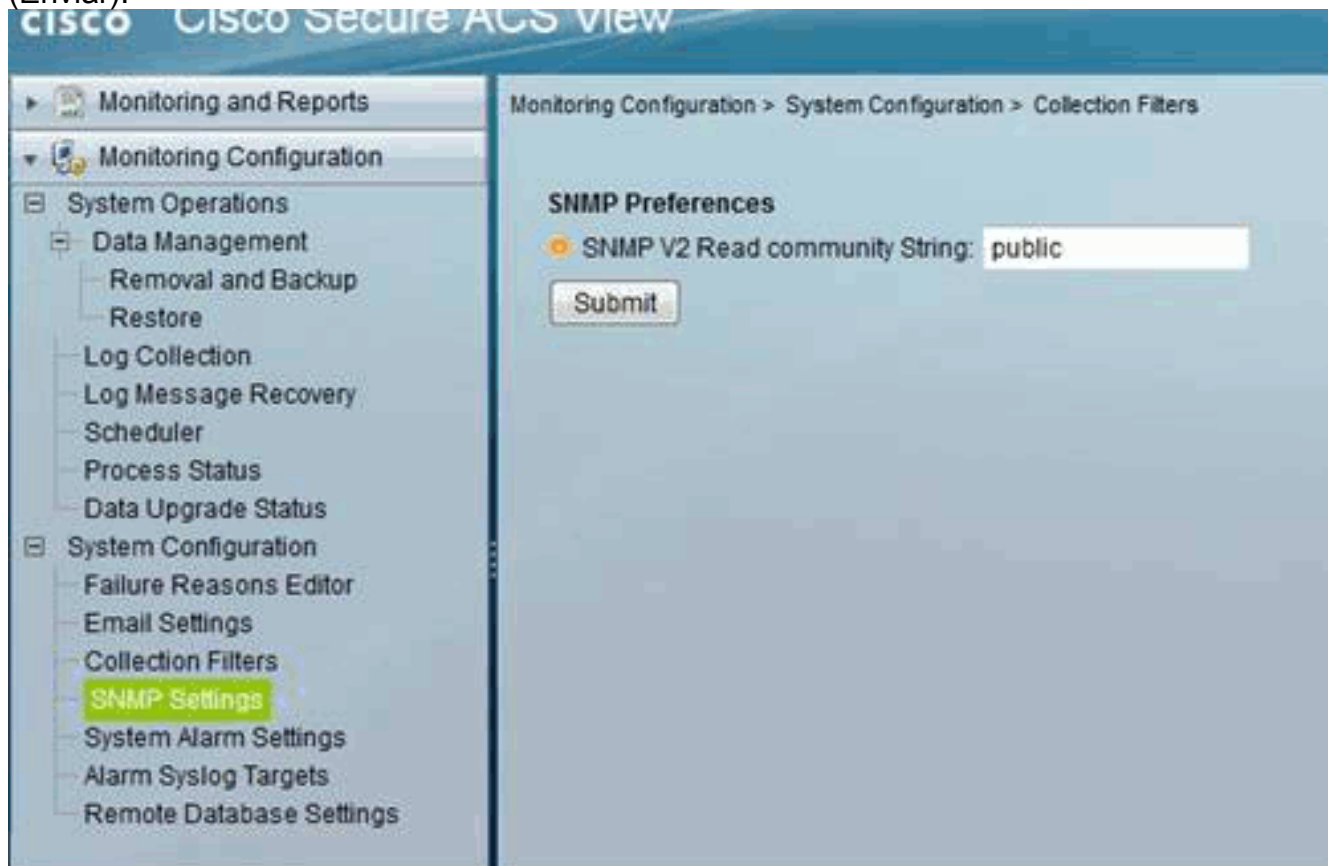 (Enviar).
cisco Cisco Secure ACS View
Monitoring and Reports
Monitoring Configuration
System Operations
Data Management
Removal and Backup
Restore
Log Collection
Log Message Recovery
Scheduler
Process Status
Data Upgrade Status
System Configuration
Failure Reasons Editor
Email Settings
Collection Filters
SNMP Settings
System Alarm Settings
Alarm Syslog Targets
Remote Database Settings
Monitoring Configuration > System Configuration > Collection Filters
SNMP Preferences
SNMP V2 Read community String: public
Submit